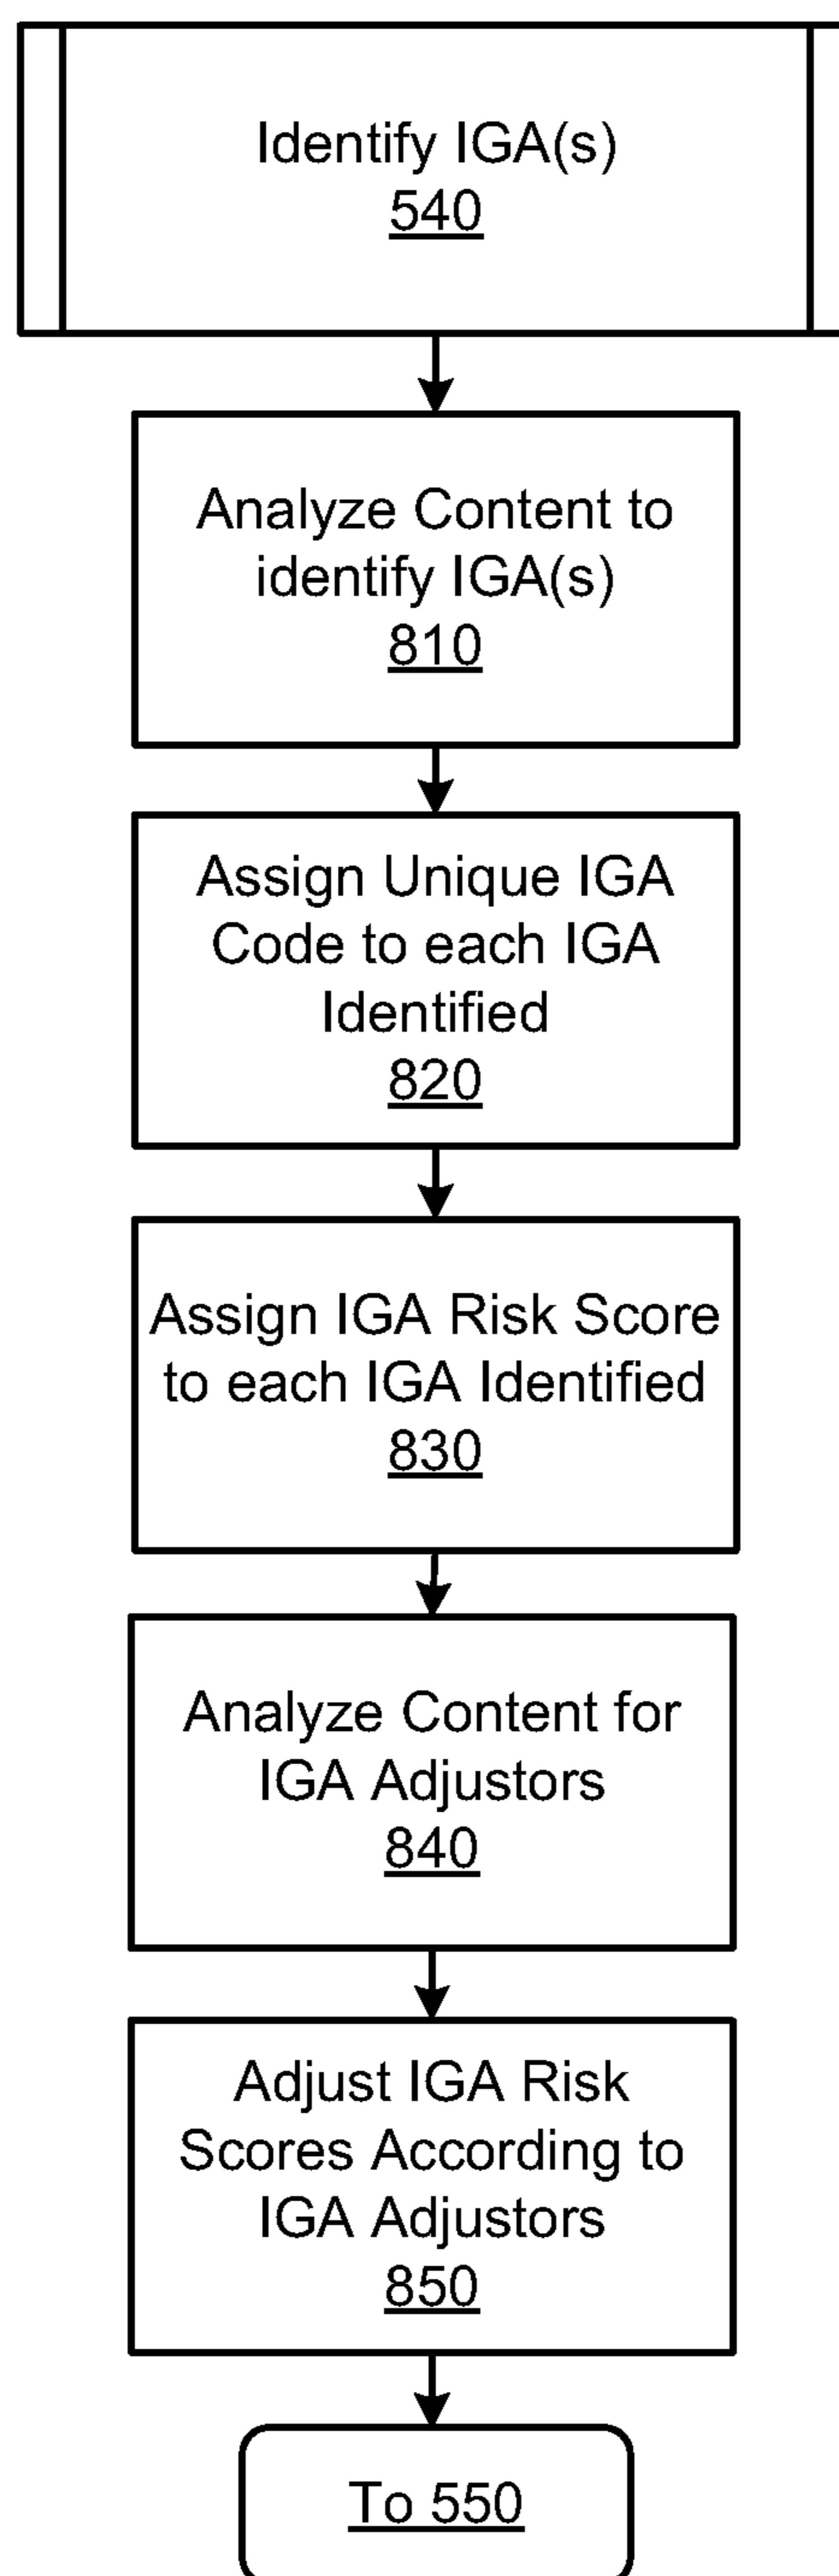 Identify IGA(s)
540
Analyze Content to
identify IGA(s)
810
Assign Unique IGA
Code to each IGA
Identified
820
Assign IGA Risk Score
to each IGA Identified
830
Analyze Content for
IGA Adjustors
840
Adjust IGA Risk
Scores According to
IGA Adjustors
850
To 550